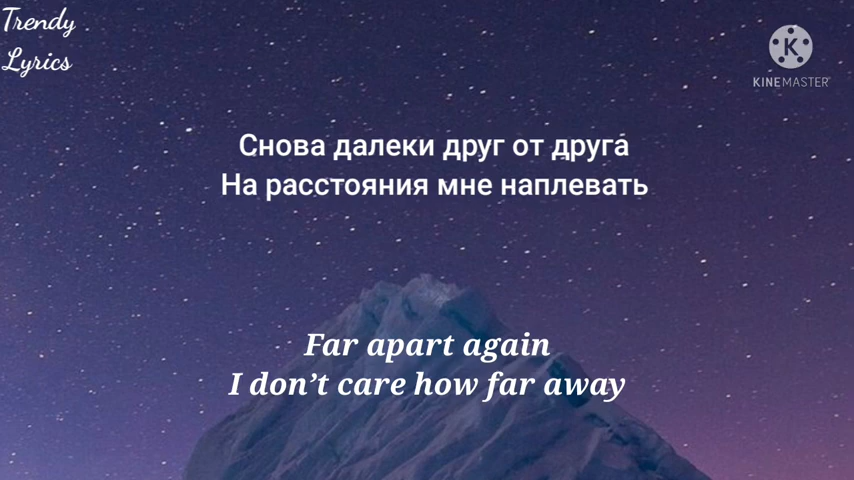 Trendy
Lyrics
KINEMASTER
Снова далеки друг от друга
На расстояния мне наплевать
Far apart again
I don’t care how far away